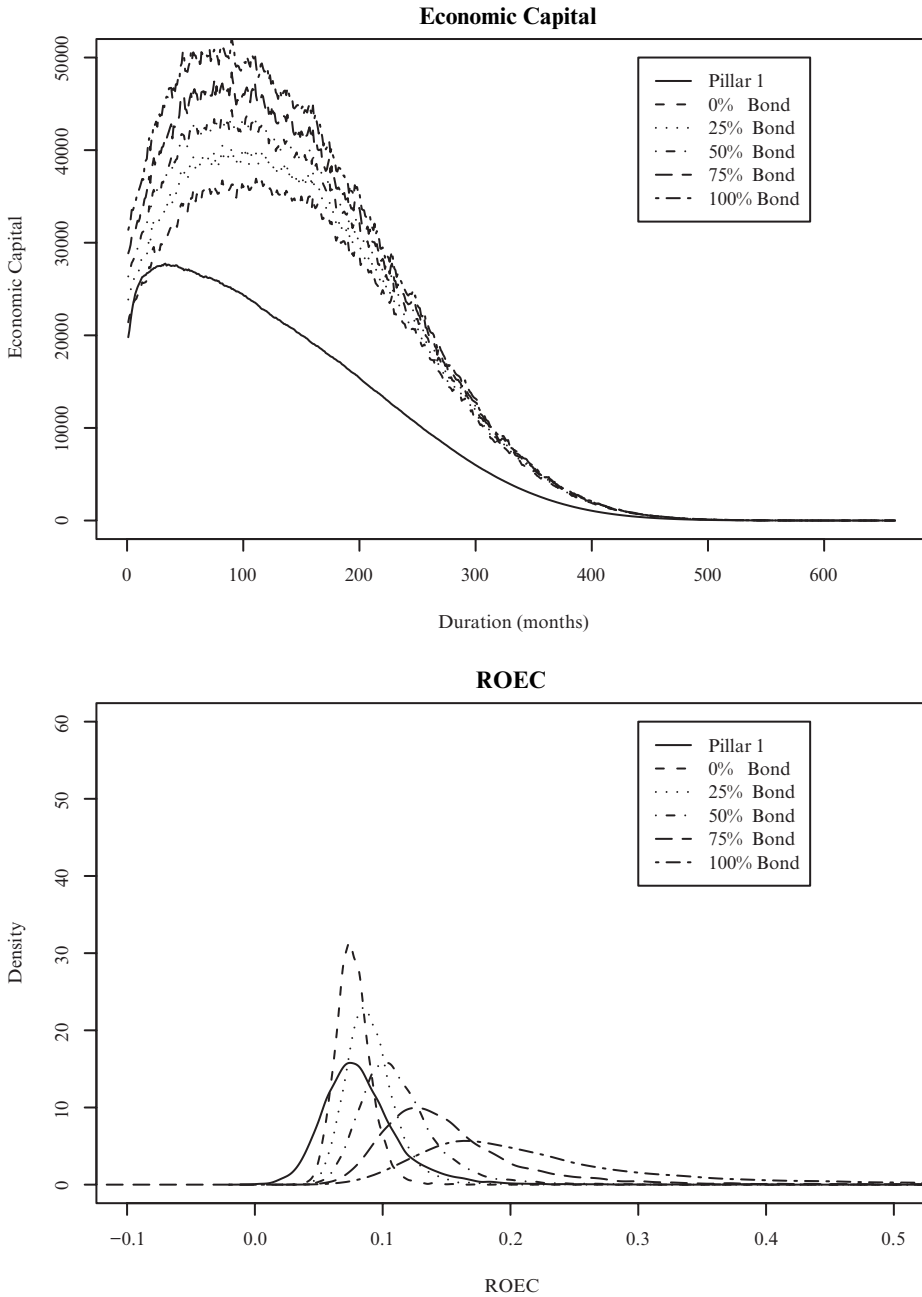 Economic Capital
50000
40000
30000
20000
10000
0
Economic Capital
Pillar 1
0% Bond
25% Bond
50% Bond
75% Bond
100% Bond
0 100 200 300 400 500 600
Duration (months)
ROEC
60
50
40
30
20
10
0
Density
Pillar 1
0% Bond
25% Bond
50% Bond
75% Bond
100% Bond
−0.1 0.0 0.1 0.2 0.3 0.4 0.5
ROEC